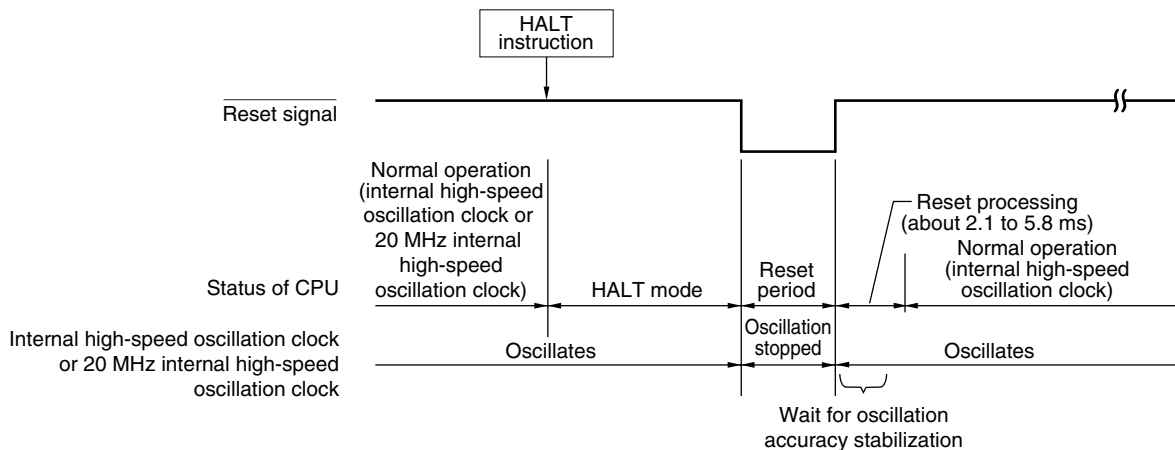 HALT
instruction
Reset signal
Normal operation
(internal high-speed
oscillation clock or
20 MHz internal
high-speed
oscillation clock)
Status of CPU
HALT mode
Reset
period
Reset processing
(about 2.1 to 5.8 ms)
Normal operation
(internal high-speed
oscillation clock)
Internal high-speed oscillation clock
or 20 MHz internal high-speed
oscillation clock
Oscillates
Oscillation
stopped
Oscillates
Wait for oscillation
accuracy stabilization